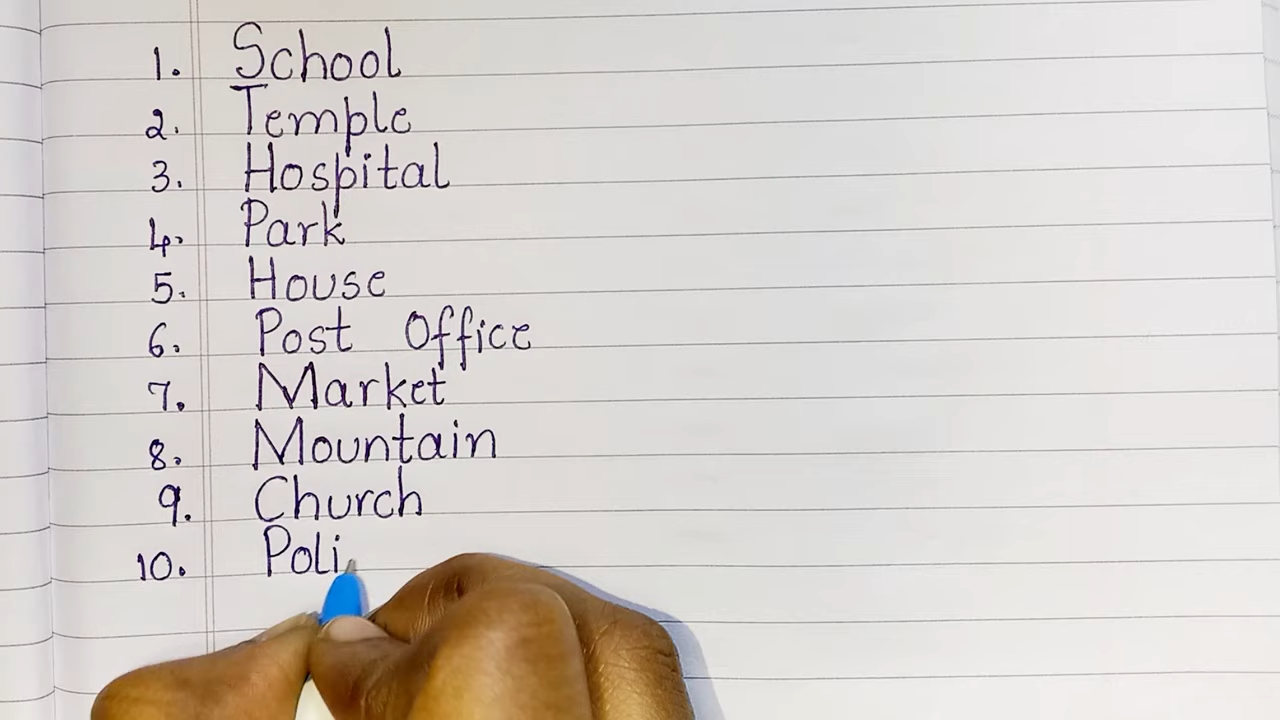 1. School
2. Temple
3. Hospital
4. Park
5. House
6. Post Office
7. Market
8. Mountain
9. Church
10. Poli